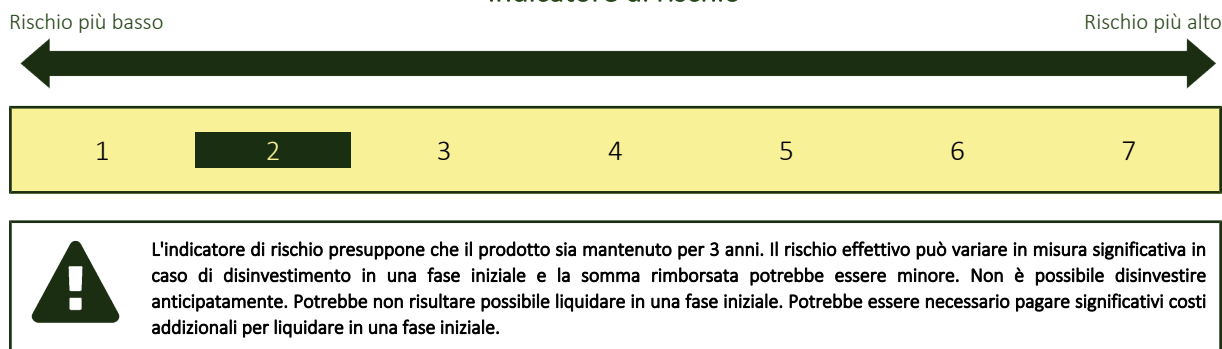 Indicatore di rischio
Rischio più basso
Rischio più alto
1 2 3 4 5 6 7
L'indicatore di rischio presuppone che il prodotto sia mantenuto per 3 anni. Il rischio effettivo può variare in misura significativa in
caso di disinvestimento in una fase iniziale e la somma rimborsata potrebbe essere minore. Non è possibile disinvestire
anticipatamente. Potrebbe non risultare possibile liquidare in una fase iniziale. Potrebbe essere necessario pagare significativi costi
addizionali per liquidare in una fase iniziale.